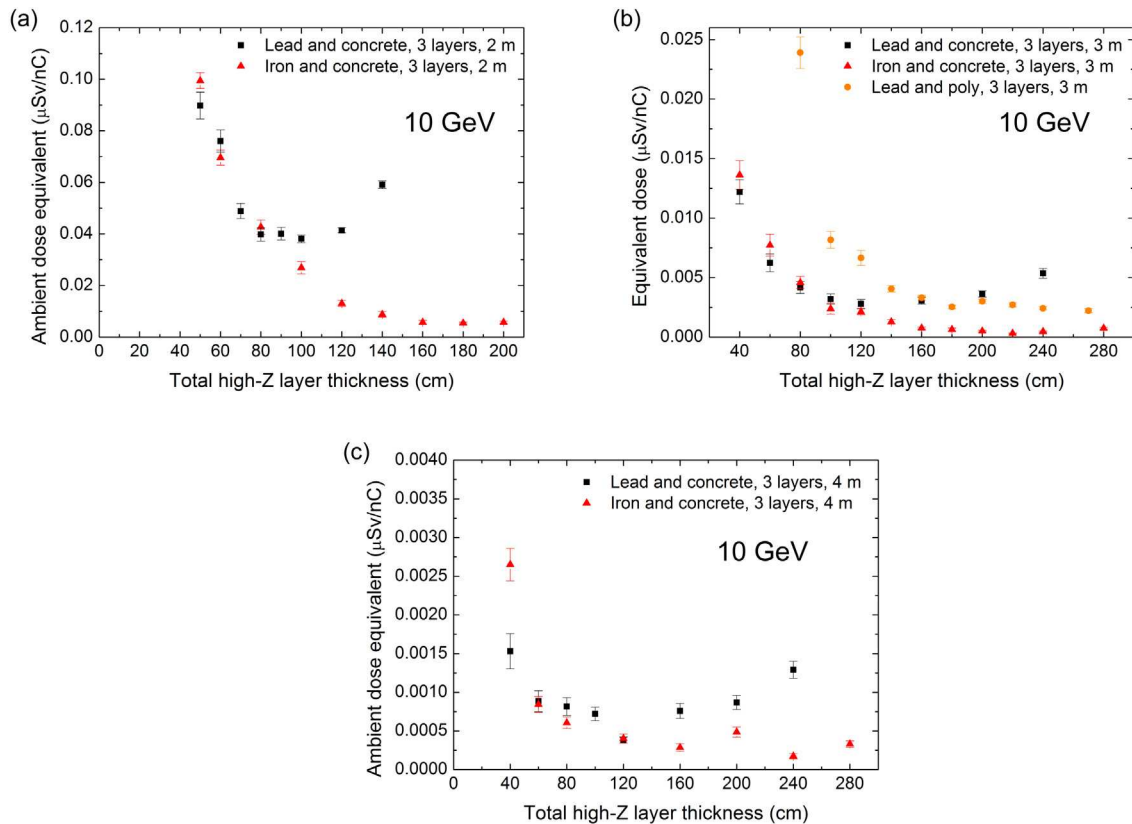 (a)
0.12
0.10
0.08
0.06
0.04
0.02
0.00
Ambient dose equivalent (μSv/nC)
Lead and concrete, 3 layers, 2 m
Iron and concrete, 3 layers, 2 m
10 GeV
0 20 40 60 80 100 120 140 160 180 200
Total high-Z layer thickness (cm)
(b)
0.025
0.020
0.015
0.010
0.005
0.000
Equivalent dose (μSv/nC)
Lead and concrete, 3 layers, 3 m
Iron and concrete, 3 layers, 3 m
Lead and poly, 3 layers, 3 m
10 GeV
40 80 120 160 200 240 280
Total high-Z layer thickness (cm)
(c)
0.0040
0.0035
0.0030
0.0025
0.0020
0.0015
0.0010
0.0005
0.0000
Ambient dose equivalent (μSv/nC)
Lead and concrete, 3 layers, 4 m
Iron and concrete, 3 layers, 4 m
10 GeV
0 40 80 120 160 200 240 280
Total high-Z layer thickness (cm)